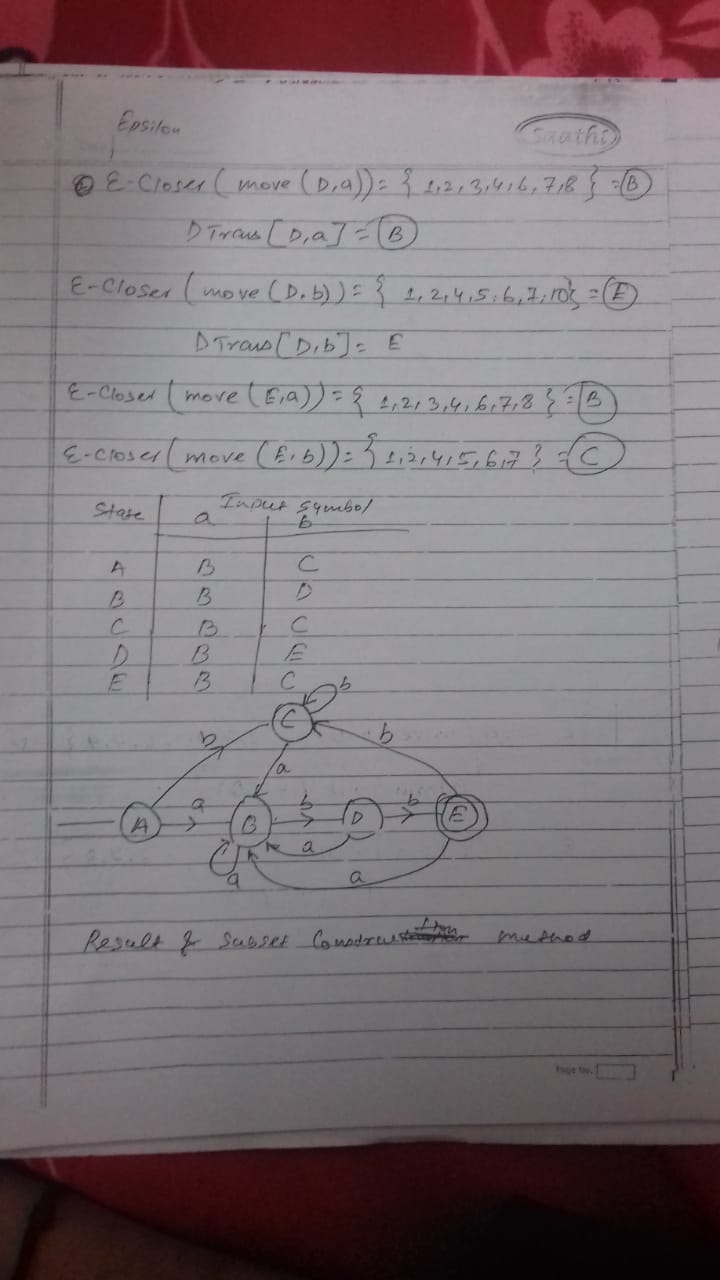 Epsilon
Saathi
ε-Closer ( move (D,a)) = { 1,2,3,4,6,7,8 } = B
DTrans [D,a] = B
ε-Closer ( move (D,b)) = { 1,2,4,5,6,7,10} = E
DTrans [D,b] = E
ε-Closer ( move (E,a)) = { 1,2,3,4,6,7,8 } = B
ε-Closer ( move (E,b)) = { 1,2,4,5,6,7 } = C
State Input Symbol
a b
A B C
B B D
C B C
D B E
E B C
b
C
b b
a
a b b
A B D E
a
a a
Result of Subset Construction method
Page No.